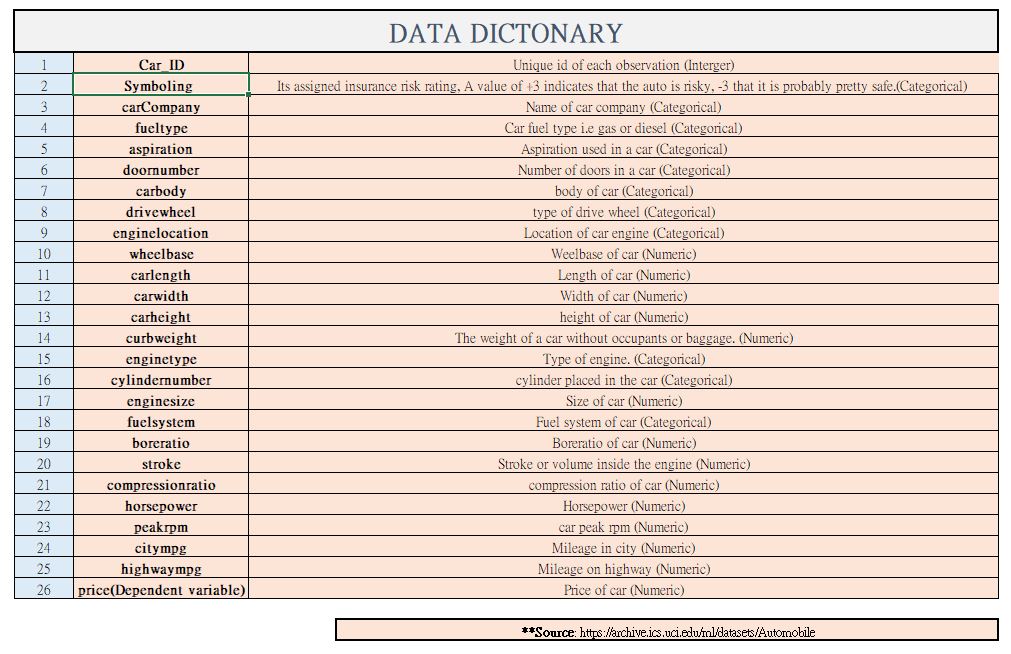 DATA DICTONARY
1 Car_ID Unique id of each observation (Interger)
2 Symboling Its assigned insurance risk rating, A value of +3 indicates that the auto is risky, -3 that it is probably pretty safe.(Categorical)
3 carCompany Name of car company (Categorical)
4 fueltype Car fuel type i.e gas or diesel (Categorical)
5 aspiration Aspiration used in a car (Categorical)
6 doornumber Number of doors in a car (Categorical)
7 carbody body of car (Categorical)
8 drivewheel type of drive wheel (Categorical)
9 enginelocation Location of car engine (Categorical)
10 wheelbase Weelbase of car (Numeric)
11 carlength Length of car (Numeric)
12 carwidth Width of car (Numeric)
13 carheight height of car (Numeric)
14 curbweight The weight of a car without occupants or baggage. (Numeric)
15 enginetype Type of engine. (Categorical)
16 cylindernumber cylinder placed in the car (Categorical)
17 enginesize Size of car (Numeric)
18 fuelsystem Fuel system of car (Categorical)
19 boreratio Boreratio of car (Numeric)
20 stroke Stroke or volume inside the engine (Numeric)
21 compressionratio compression ratio of car (Numeric)
22 horsepower Horsepower (Numeric)
23 peakrpm car peak rpm (Numeric)
24 citympg Mileage in city (Numeric)
25 highwaympg Mileage on highway (Numeric)
26 price(Dependent variable) Price of car (Numeric)
**Source: https://archive.ics.uci.edu/ml/datasets/Automobile